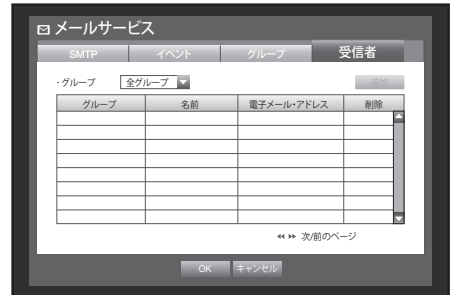 メールサービス
SMTP イベント グループ 受信者
・グループ 全グループ 追加
グループ 名前 電子メール・アドレス 削除
次/前のページ
OK キャンセル